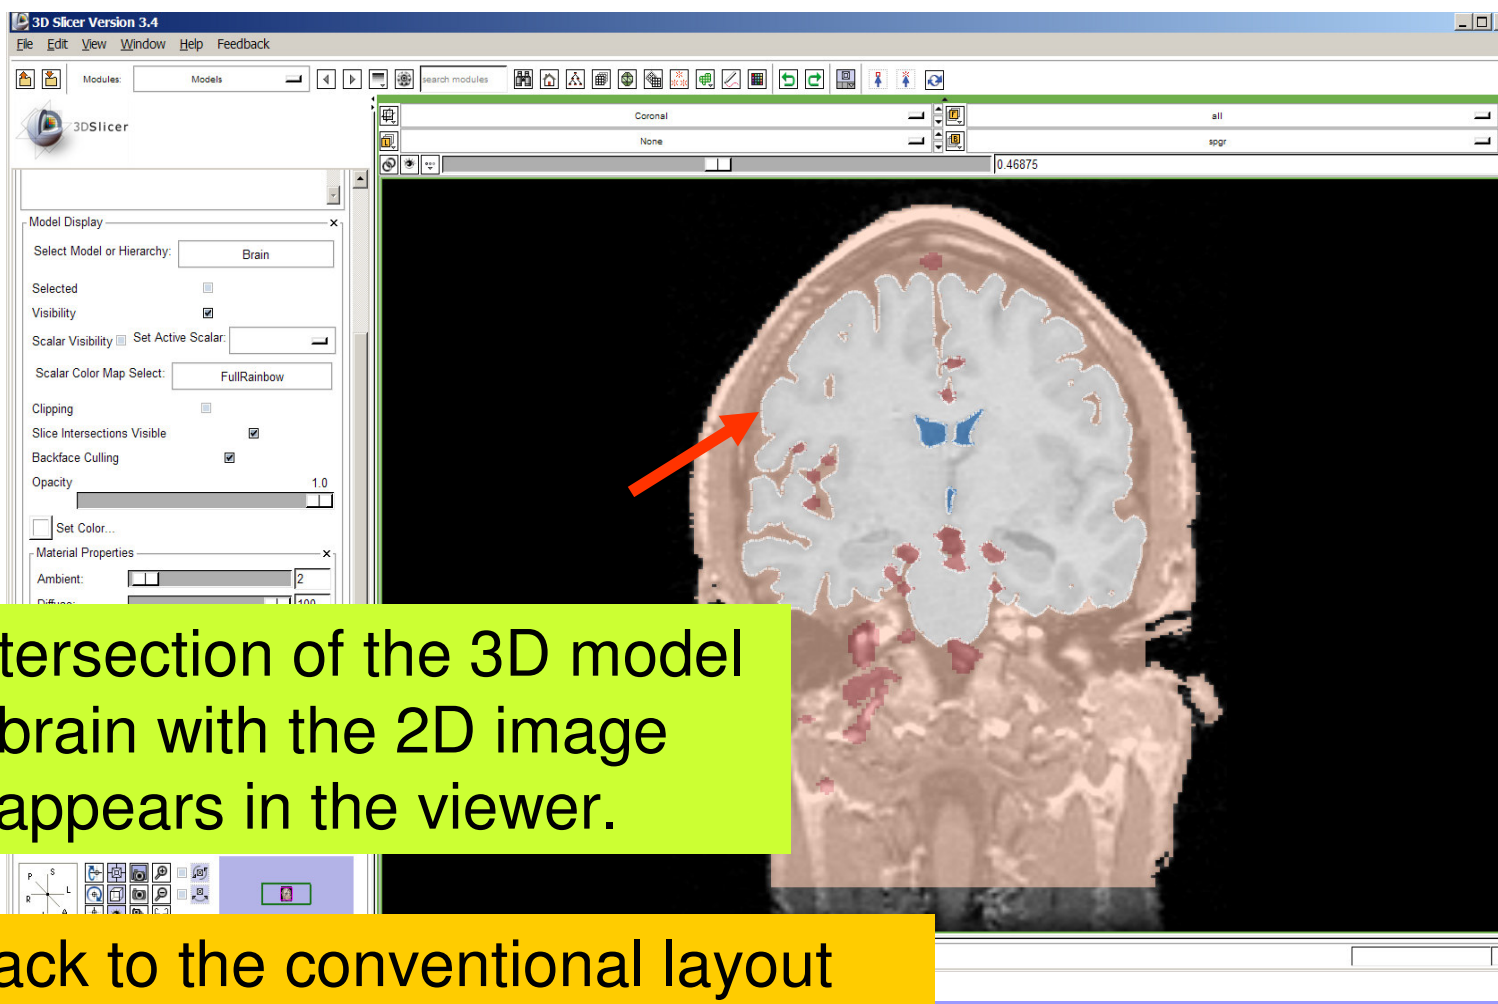 3D Slicer Version 3.4
File Edit View Window Help Feedback
Modules: Models search modules
3DSlicer
Coronal all
None spgr
0.46875
Model Display
Select Model or Hierarchy: Brain
Selected
Visibility
Scalar Visibility Set Active Scalar:
Scalar Color Map Select: FullRainbow
Clipping
Slice Intersections Visible
Backface Culling
Opacity 1.0
Set Color...
Material Properties
Ambient: 2
tersection of the 3D model
brain with the 2D image
appears in the viewer.
P S
R L
ack to the conventional layout